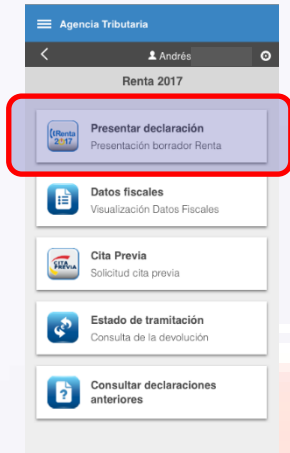 Agencia Tributaria
Andrés
Renta 2017
Renta
2017
Presentar declaración
Presentación borrador Renta
Datos fiscales
Visualización Datos Fiscales
CITA
PREVIA
Cita Previa
Solicitud cita previa
Estado de tramitación
Consulta de la devolución
?
Consultar declaraciones
anteriores